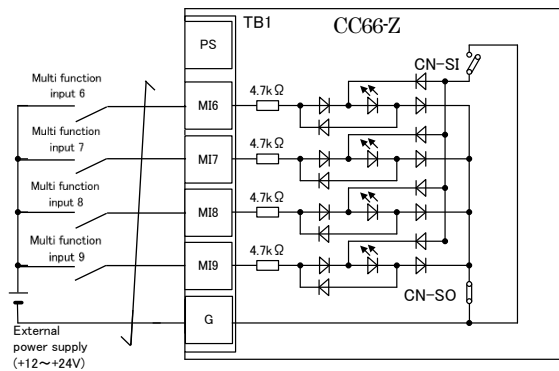 TB1
CC66-Z
PS
CN-SI
Multi function
input 6
MI6
4.7kΩ
Multi function
input 7
MI7
4.7kΩ
Multi function
input 8
MI8
4.7kΩ
Multi function
input 9
MI9
4.7kΩ
CN-SO
G
External
power supply
(+12～+24V)